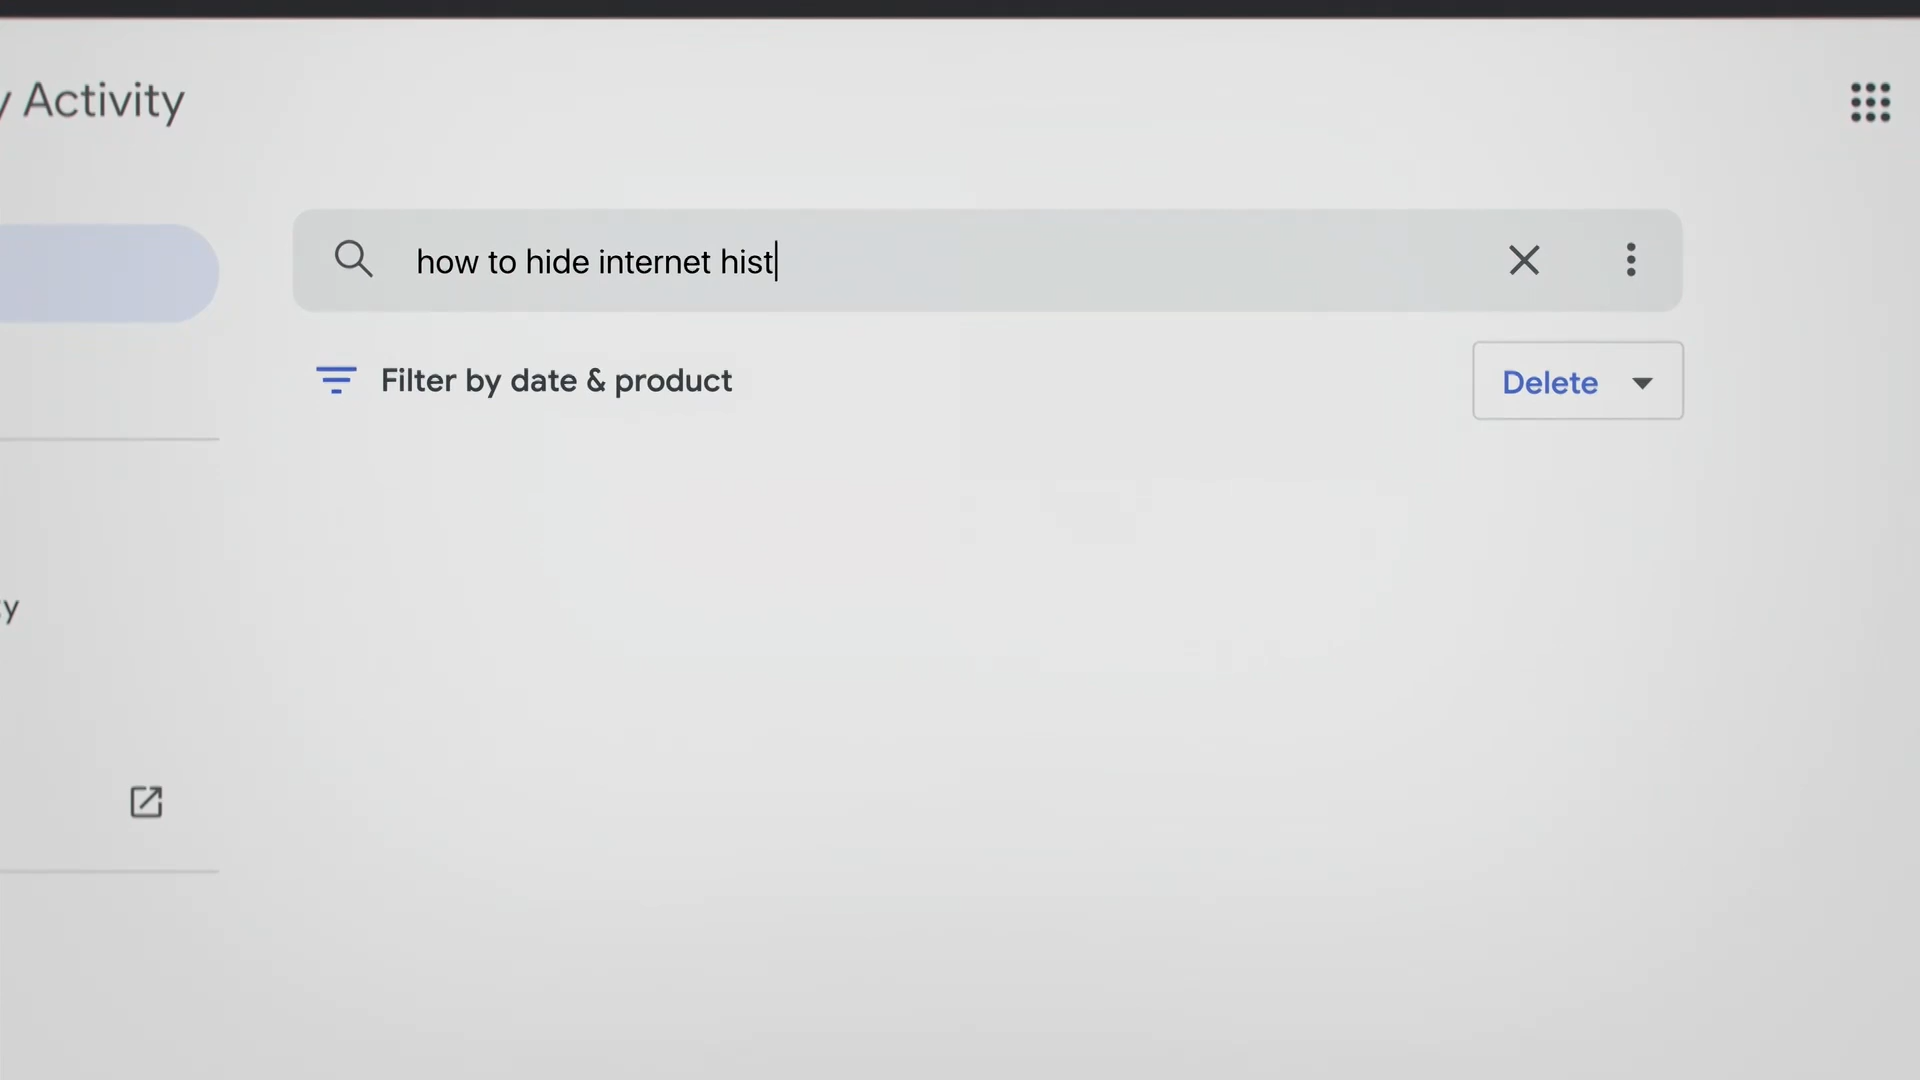 y Activity
how to hide internet hist
Filter by date & product
Delete
y